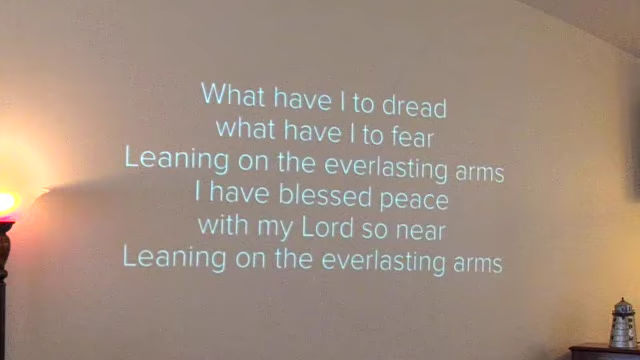 What have I to dread
what have I to fear
Leaning on the everlasting arms
I have blessed peace
with my Lord so near
Leaning on the everlasting arms